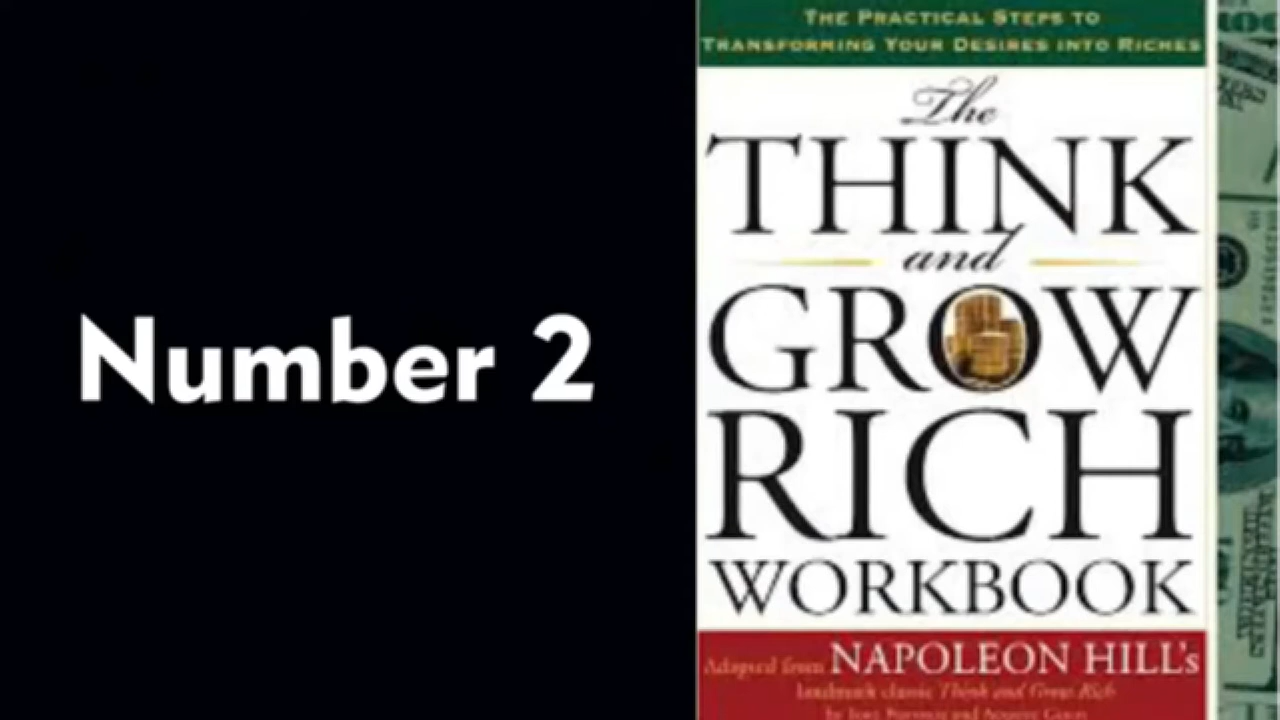 Number 2
THE PRACTICAL STEPS TO
TRANSFORMING YOUR DESIRES INTO RICHES
The
THINK
and
GROW
RICH
WORKBOOK
Adapted from NAPOLEON HILL's
landmark classic Think and Grow Rich
by